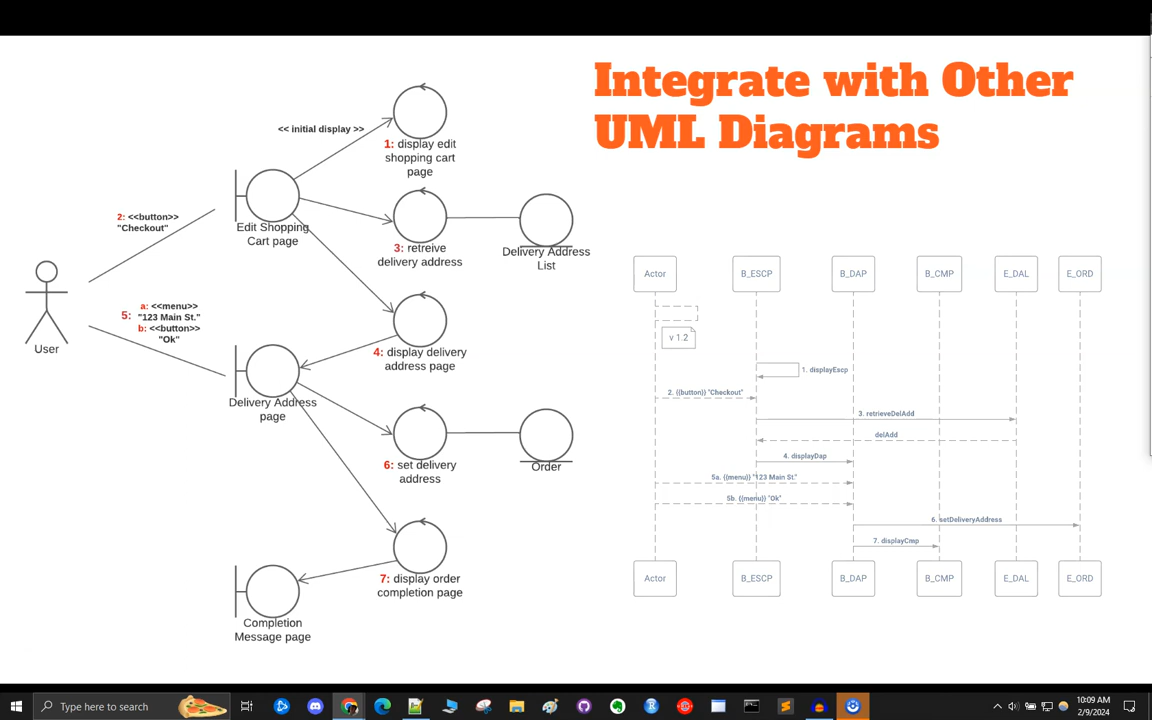 Integrate with Other
UML Diagrams
<< initial display >>
1: display edit
shopping cart
page
2: <<button>>
"Checkout"
Edit Shopping
Cart page
3: retreive
delivery address
Delivery Address
List
a: <<menu>>
5: "123 Main St."
b: <<button>>
"Ok"
User
4: display delivery
address page
Delivery Address
page
6: set delivery
address
Order
7: display order
completion page
Completion
Message page
Actor
B_ESCP
B_DAP
B_CMP
E_DAL
E_ORD
v 1.2
1. displayEscp
2. {{button} "Checkout"
3. retrieveDelAdd
delAdd
4. displayDap
5a. {{menu} "123 Main St."
5b. {{menu} "Ok"
6. setDeliveryAddress
7. displayCmp
Actor
B_ESCP
B_DAP
B_CMP
E_DAL
E_ORD
Type here to search
10:09 AM
2/9/2024